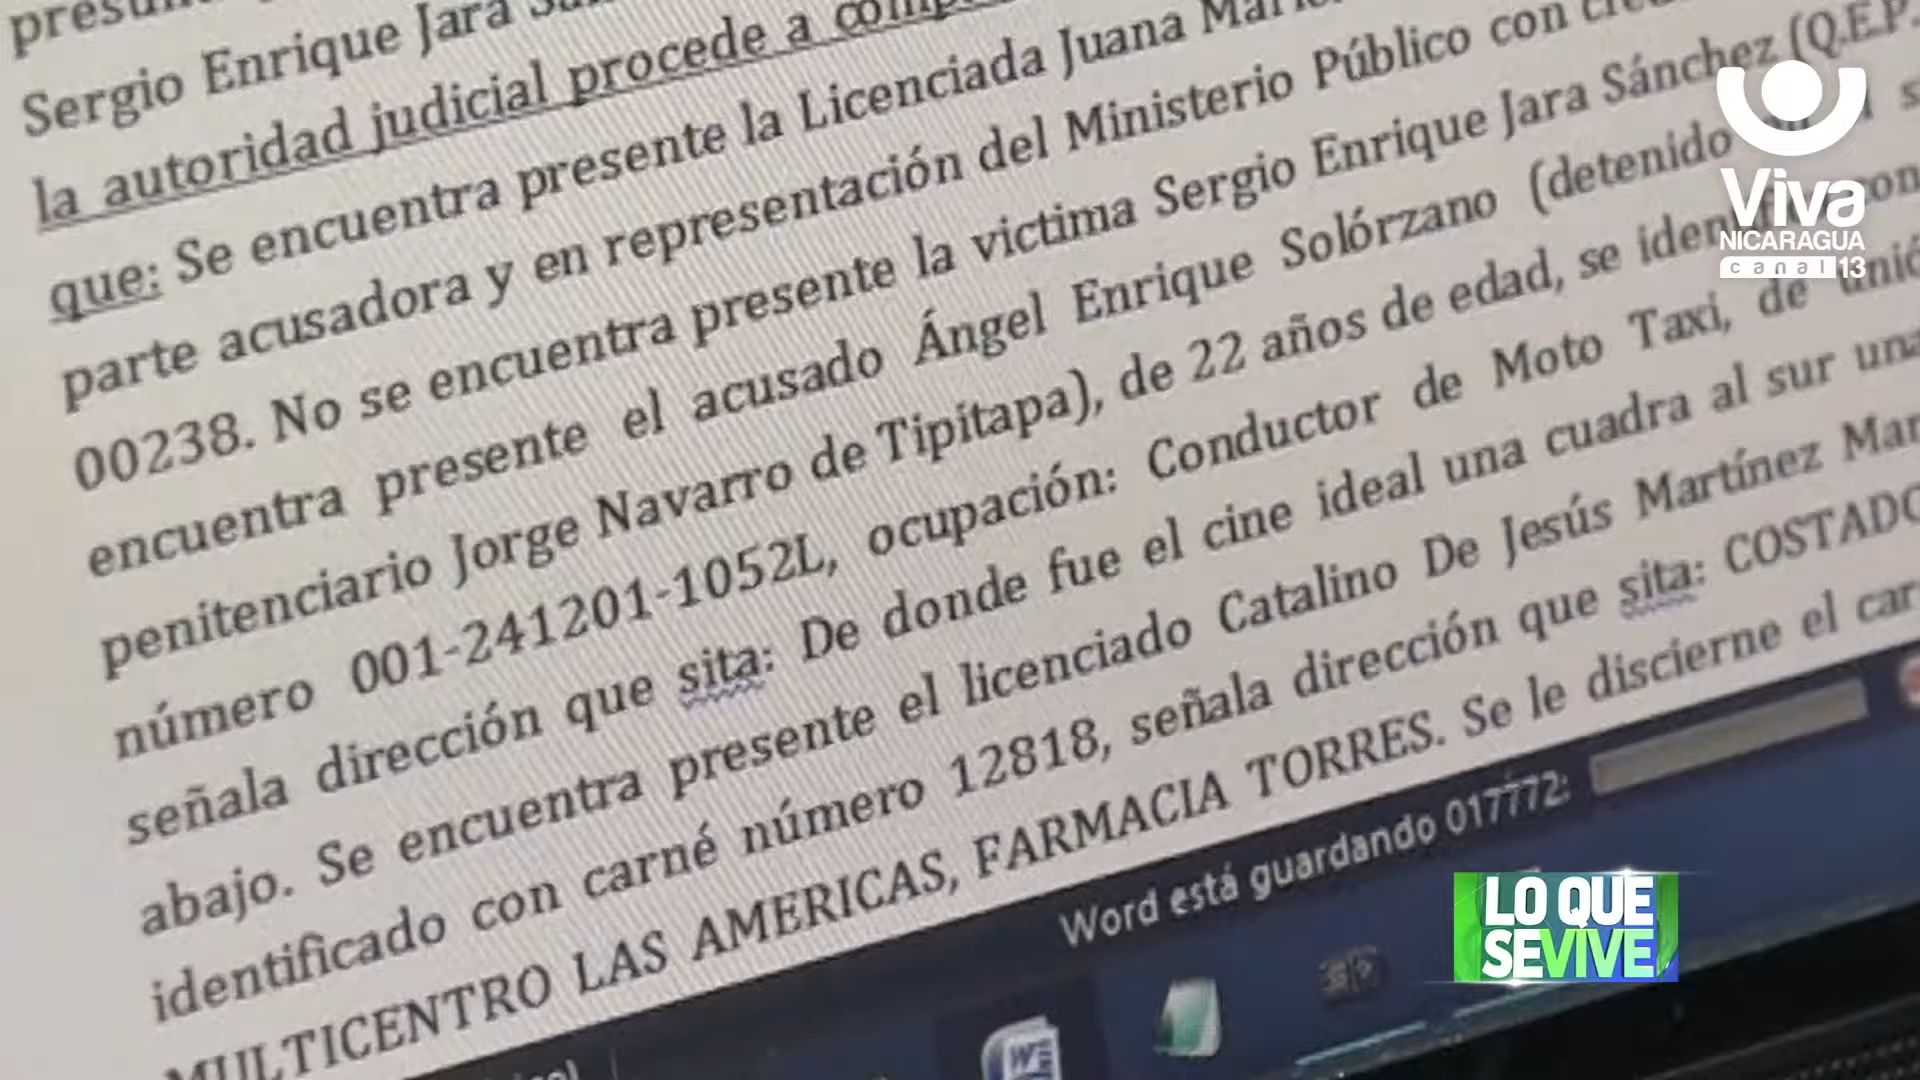 Sergio Enrique Jara
la autoridad judicial procede a
que: Se encuentra presente la Licenciada Juana
parte acusadora y en representación del Ministerio Público con
00238. No se encuentra presente la victima Sergio Enrique Jara Sánchez (Q.E.P.
encuentra presente el acusado Ángel Enrique Solórzano (detenido
penitenciario Jorge Navarro de Tipitapa), de 22 años de edad, se
número 001-241201-1052L, ocupación: Conductor de Moto Taxi, de
señala dirección que sita: De donde fue el cine ideal una cuadra al sur una
abajo. Se encuentra presente el licenciado Catalino De Jesús Martínez
identificado con carné número 12818, señala dirección que sita: COSTADO
MULTICENTRO LAS AMERICAS, FARMACIA TORRES. Se le discierne el
Word está guardando 017772:
Viva
NICARAGUA
canal 13
LO QUE
SE VIVE